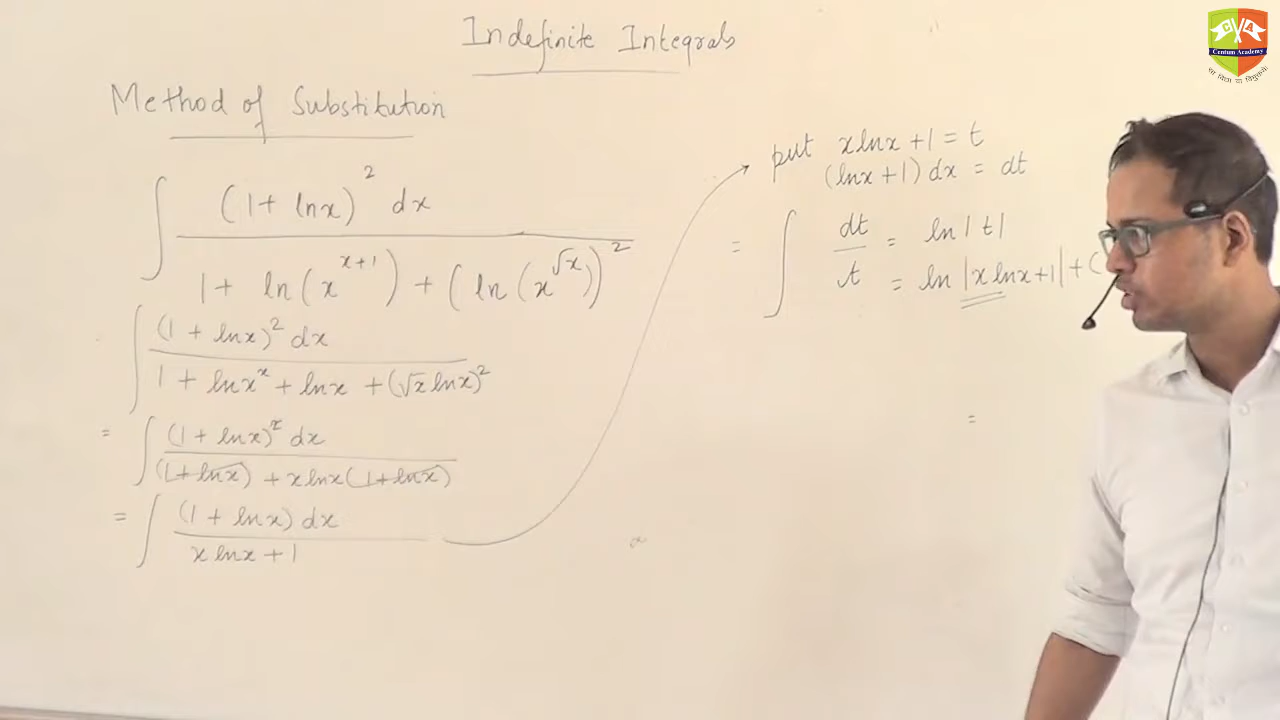 Indefinite Integrals
Method of Substitution
∫ (1 + lnx)² dx / 1 + ln(x^(x+1)) + (ln(x^√x))²
∫ (1 + lnx)² dx / 1 + lnx^x + lnx + (√x lnx)²
= ∫ (1 + lnx)² dx / (1 + lnx) + x lnx (1 + lnx)
= ∫ (1 + lnx) dx / x lnx + 1
put x lnx + 1 = t
(lnx + 1) dx = dt
= ∫ dt / t = ln |t|
= ln |x lnx + 1| + C
=
Centum Academy